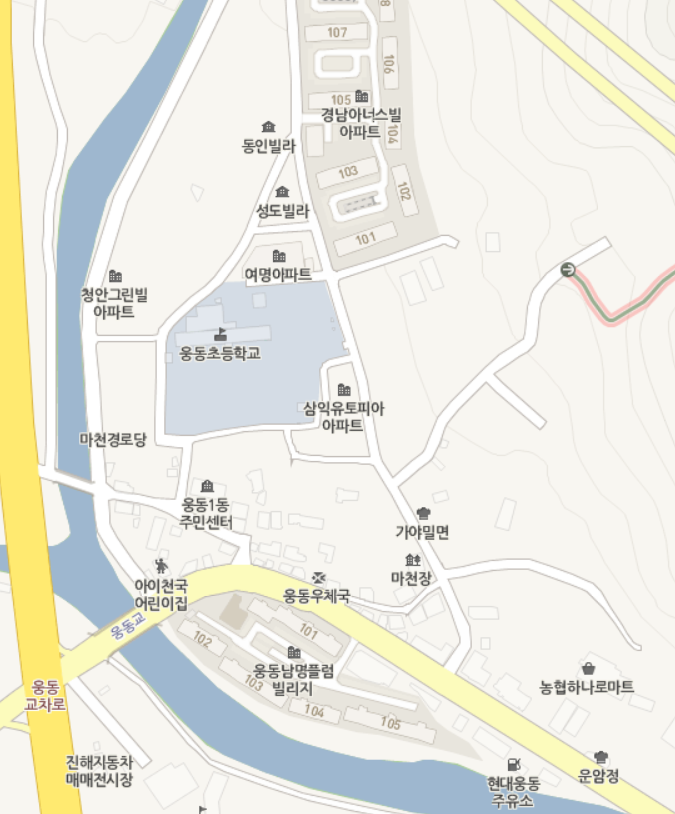 8
107
106
105
경남아너스빌
아파트
104
동인빌라
103
102
성도빌라
101
여명아파트
청안그린빌
아파트
웅동초등학교
삼익유토피아
아파트
마천경로당
웅동1동
주민센터
가야밀면
마천장
아이천국
어린이집
웅동우체국
웅동교
101
102
웅동남명플럼
빌리지
103
104
105
웅동
교차로
농협하나로마트
진해지동차
매매전시장
현대웅동
주유소
운암정